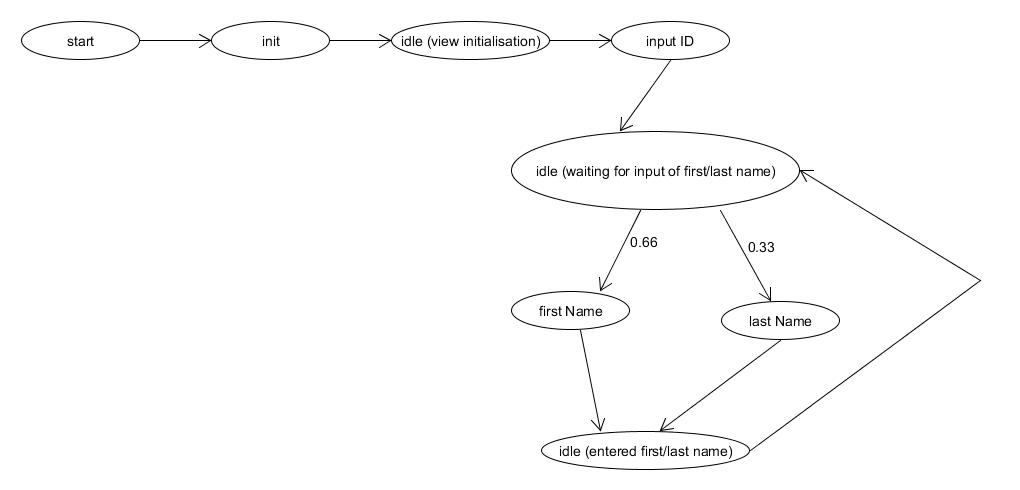 start
init
idle (view initialisation)
input ID
idle (waiting for input of first/last name)
0.66
0.33
first Name
last Name
idle (entered first/last name)